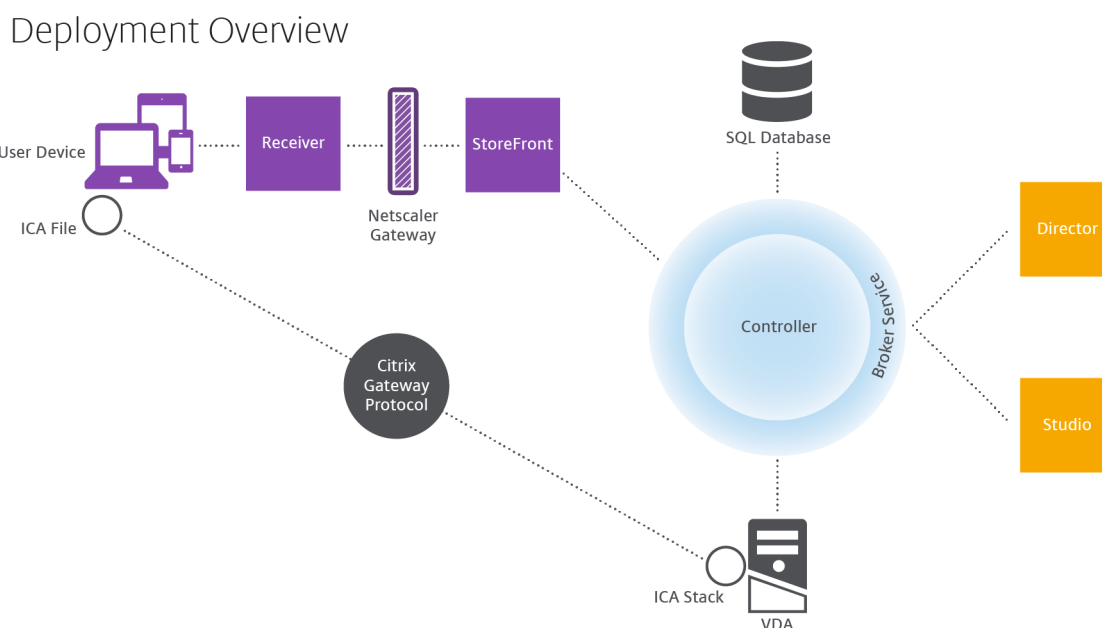 Deployment Overview
SQL Database
User Device
Receiver
StoreFront
Netscaler
Gateway
ICA File
Director
Controller
Broker Service
Citrix
Gateway
Protocol
Studio
ICA Stack
VDA